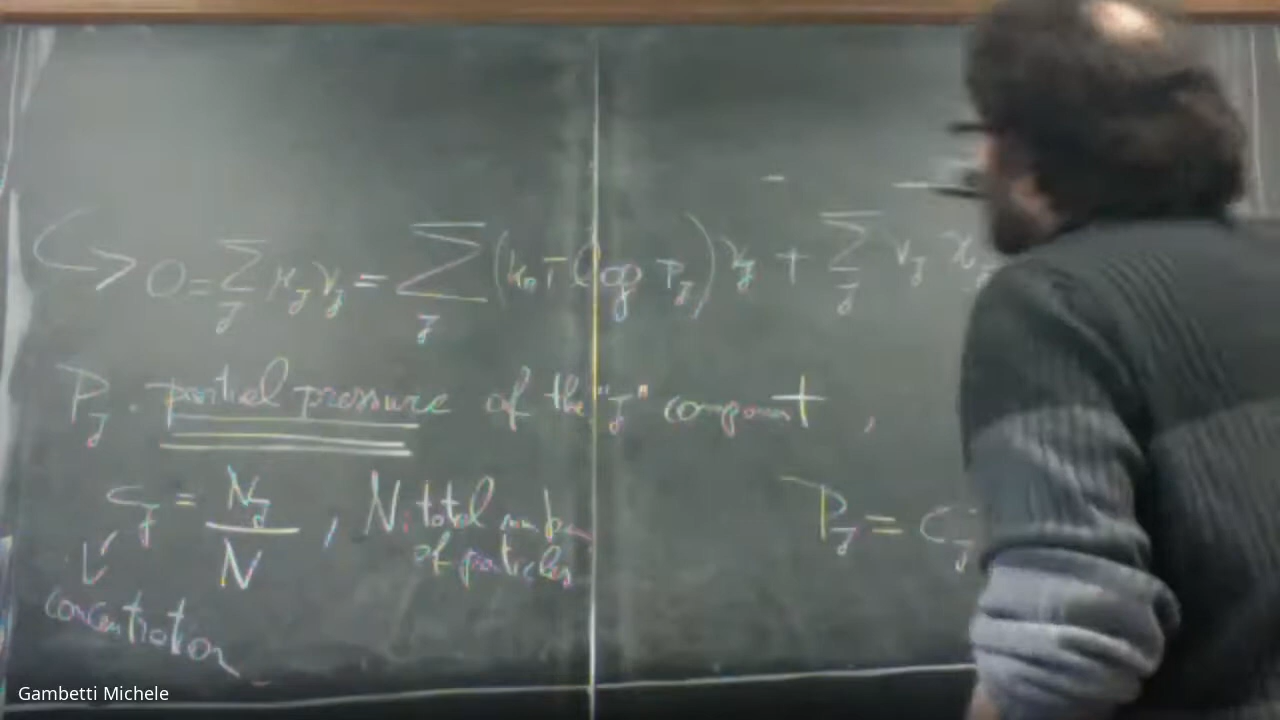 ↪ 0 = Σ_j μ_j ν_j = Σ_j (k_B T log P_j) ν_j + Σ_j ν_j χ_j
P_j : partial pressure of the "j" component ,
c_j = N_j / N , N: total number of particles
P_j = c_j
concentration
Gambetti Michele